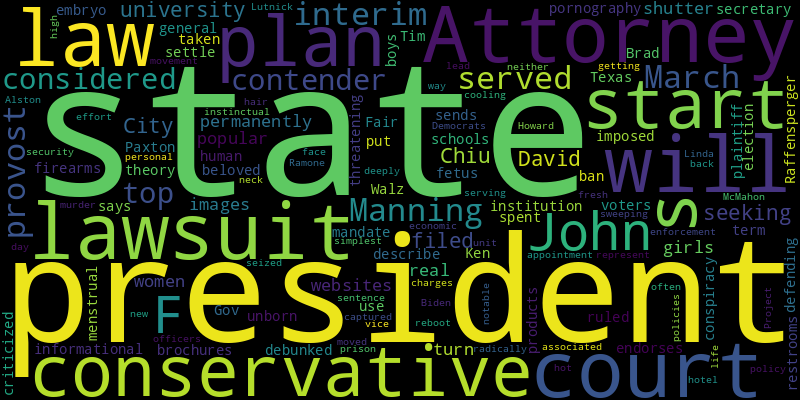 embryo university Lutnick interim pornography shutter secretary
high law general plan Attorney
movement taken settle boys Tim Brad getting
considered contender served March Texas neither
Alston state start Raffensperger
effort instinctual hair lead way cooling
provost City permanently threatening Fair sends Howard imposed plaintiff election
security Paxton popular put schools Chiu David will
firearms theory human face Democrats ban Linda
personal beloved Ramone deeply fetus back
top images neck Walz serving institution fresh McMahon
murder says lawsuit Manning spent John voters s seeking
day mandate economic filed Ken sweeping girls term
menstrual women describe unit real appointment enforcement represent
president
websites charges notable products policies conspiracy Project restrooms defending
F Gov seized sentence use Biden
new unborn captured vice reboot ruled often
criticized officers debunked prison moved turn radically endorses life
informational brochures associated simplest hot hotel policy
conservative court